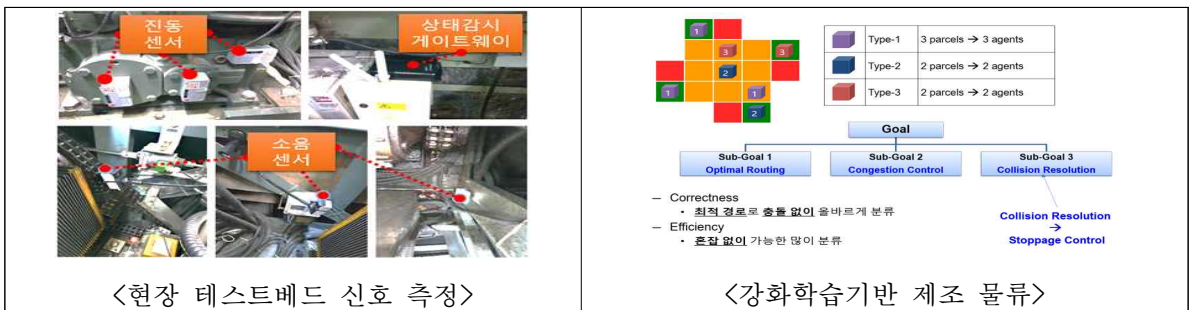 진동
센서
상태감시
게이트웨이
소음
센서
<현장 테스트베드 신호 측정>
1
3
3
2
1
1
2
Type-1 3 parcels → 3 agents
Type-2 2 parcels → 2 agents
Type-3 2 parcels → 2 agents
Goal
Sub-Goal 1
Optimal Routing
Sub-Goal 2
Congestion Control
Sub-Goal 3
Collision Resolution
– Correctness
• 최적 경로로 충돌 없이 올바르게 분류
– Efficiency
• 혼잡 없이 가능한 많이 분류
Collision Resolution
→
Stoppage Control
<강화학습기반 제조 물류>